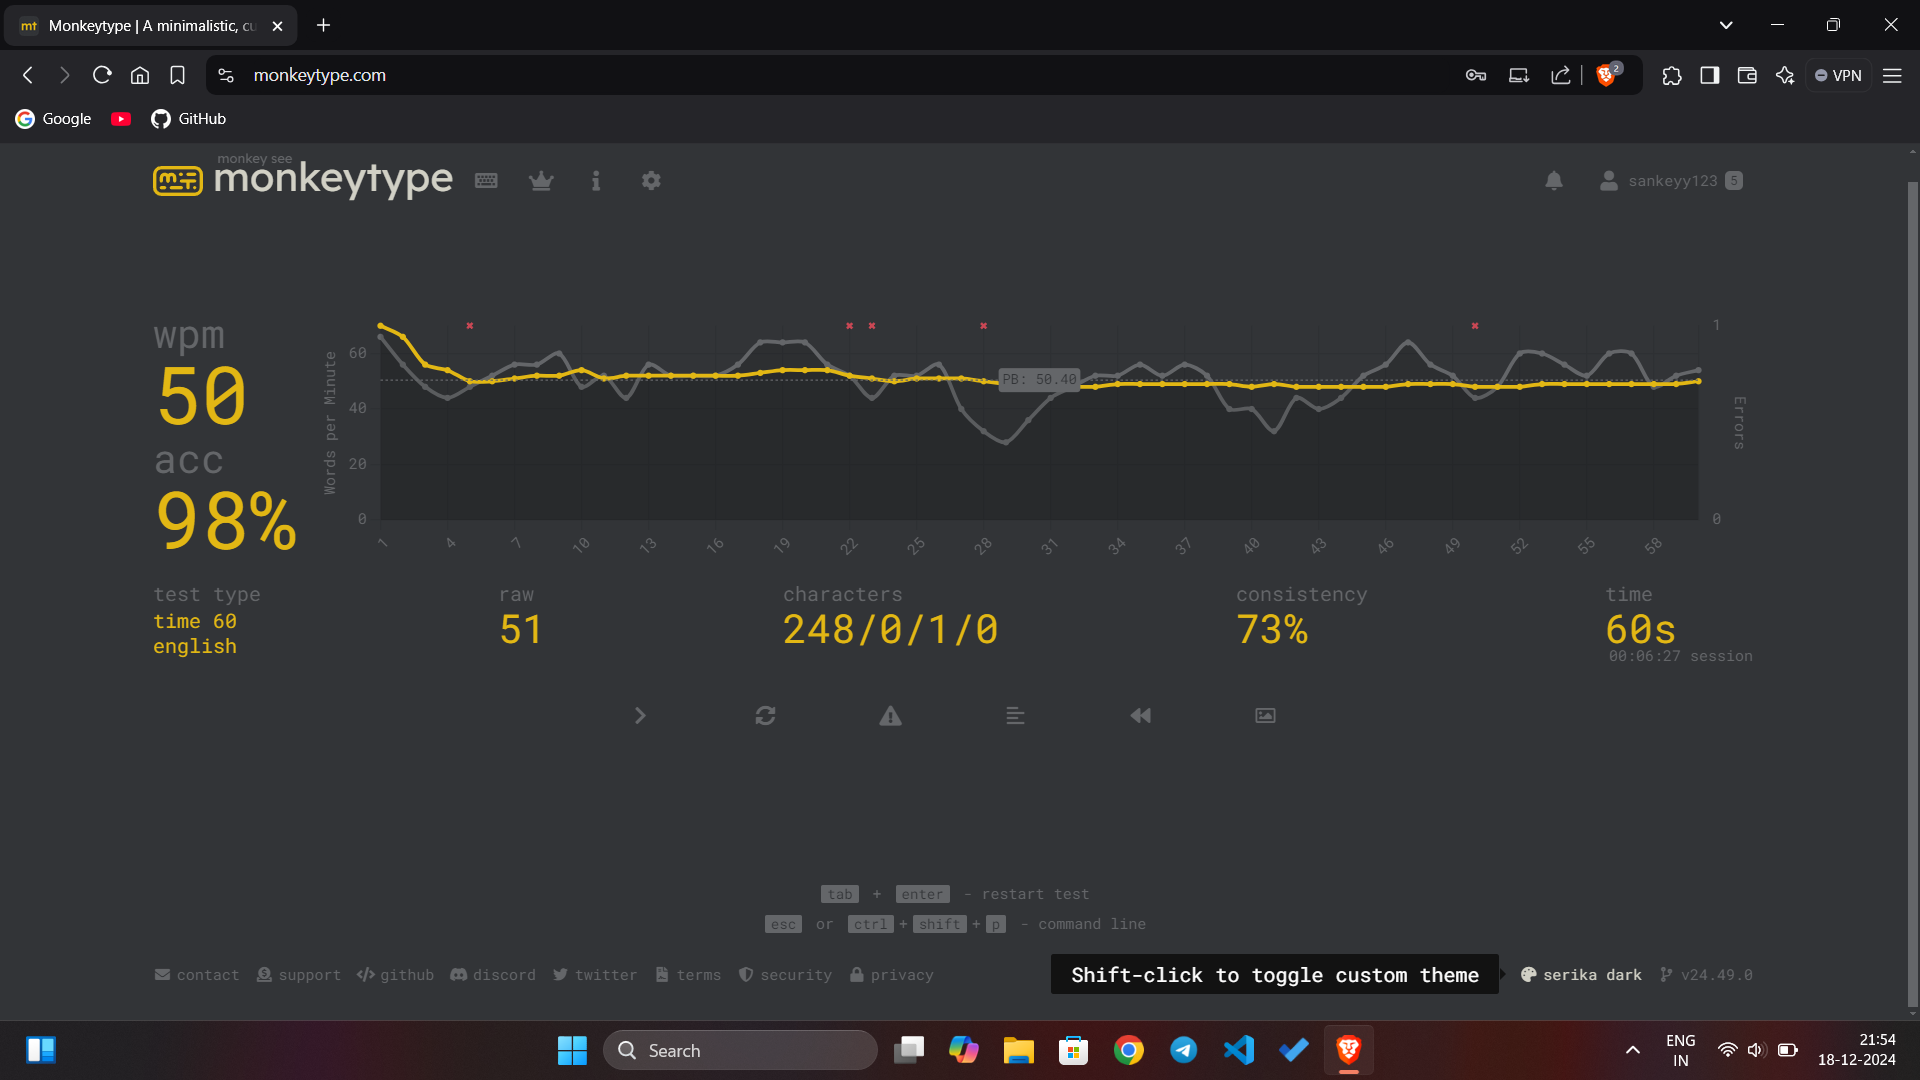 mt Monkeytype | A minimalistic, cu
monkeytype.com
2
VPN
Google
GitHub
monkey see
monkeytype
sankeyy123 5
wpm
50
acc
98%
Words per Minute
60
40
20
0
PB: 50.40
1
0
Errors
1 4 7 10 13 16 19 22 25 28 31 34 37 40 43 46 49 52 55 58
test type
time 60
english
raw
51
characters
248/0/1/0
consistency
73%
time
60s
00:06:27 session
tab + enter - restart test
esc or ctrl + shift + p - command line
contact support github discord twitter terms security privacy
Shift-click to toggle custom theme
serika dark v24.49.0
Search
ENG
IN
21:54
18-12-2024